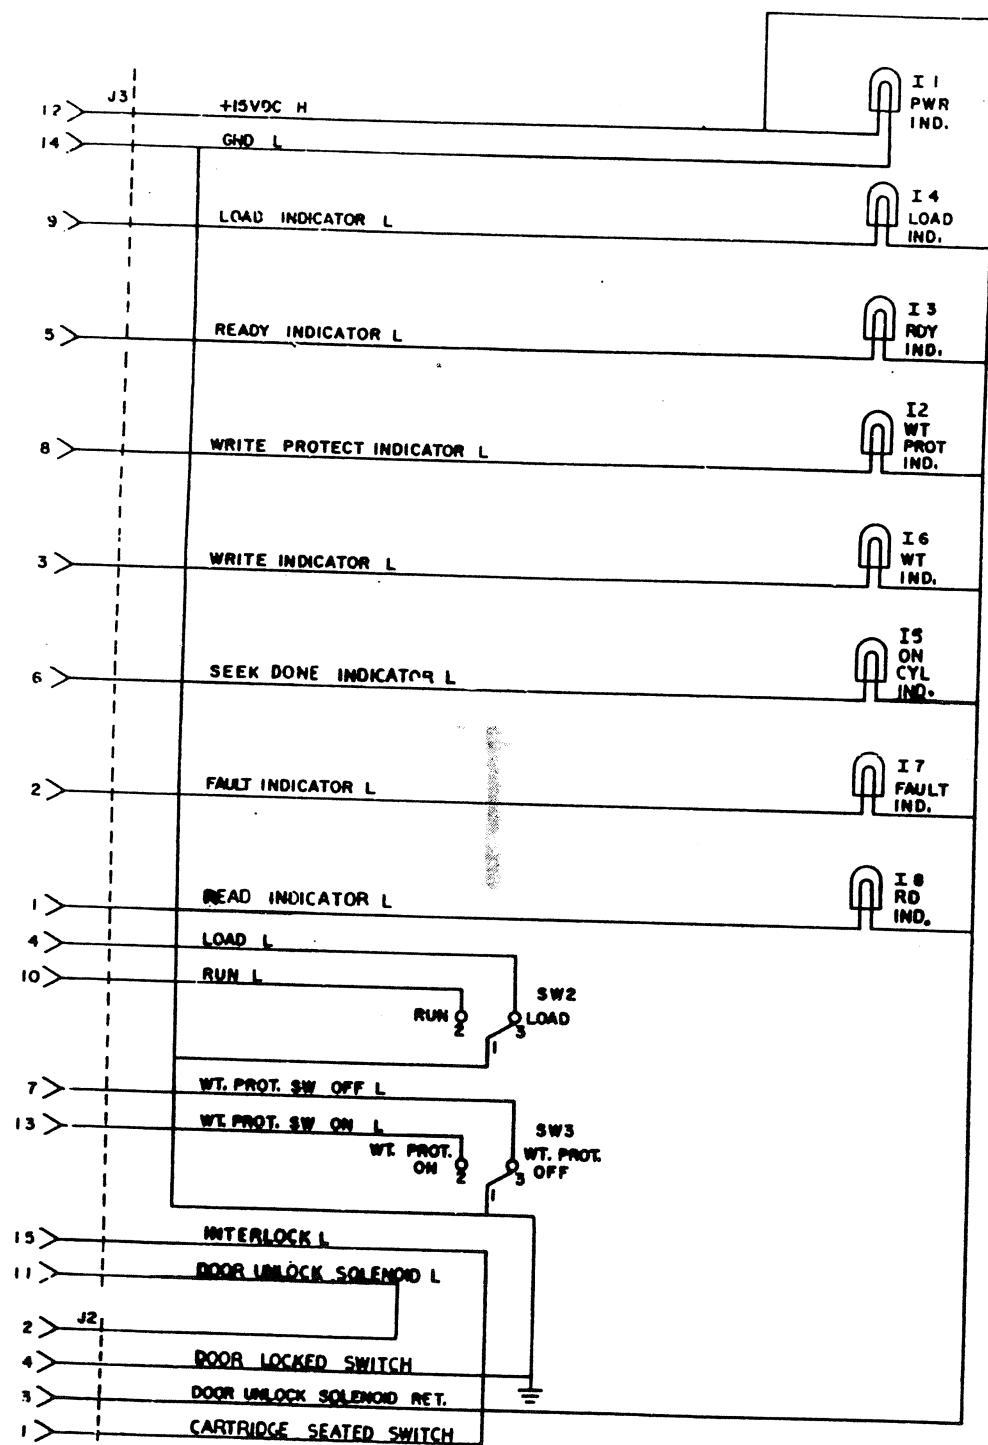 J3
12 +15VDC H
I1
PWR
IND.
14 GND L
9 LOAD INDICATOR L
I4
LOAD
IND.
5 READY INDICATOR L
I3
RDY
IND.
8 WRITE PROTECT INDICATOR L
I2
WT
PROT
IND.
3 WRITE INDICATOR L
I6
WT
IND.
6 SEEK DONE INDICATOR L
I5
ON
CYL
IND.
2 FAULT INDICATOR L
I7
FAULT
IND.
1 READ INDICATOR L
I8
RD
IND.
4 LOAD L
10 RUN L
SW2
RUN 2 3 LOAD
1
7 WT. PROT. SW OFF L
13 WT. PROT. SW ON L
SW3
WT. PROT.
ON 2
3 WT. PROT.
OFF
1
15 INTERLOCK L
11 DOOR UNLOCK SOLENOID L
J2
2
4 DOOR LOCKED SWITCH
3 DOOR UNLOCK SOLENOID RET.
1 CARTRIDGE SEATED SWITCH